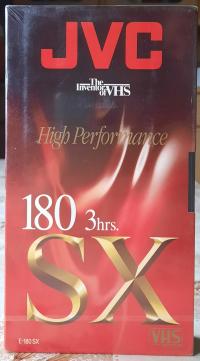 JVC
The
Inventor
of VHS
High Performance
180 3hrs.
SX
E-180 SX
VHS